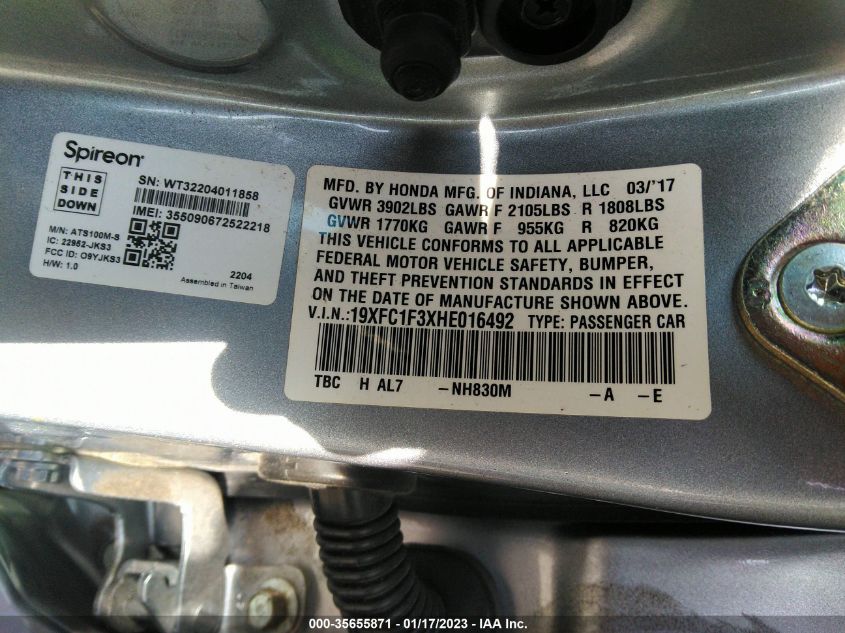 Spireon
THIS
SIDE
DOWN
SN: WT32204011858
IMEI: 355090672522218
M/N: ATS100M-S
IC: 22952-JKS3
FCC ID: O9YJKS3
H/W: 1.0
2204
Assembled in Taiwan
MFD. BY HONDA MFG. OF INDIANA, LLC 03/'17
GVWR 3902LBS GAWR F 2105LBS R 1808LBS
GVWR 1770KG GAWR F 955KG R 820KG
THIS VEHICLE CONFORMS TO ALL APPLICABLE
FEDERAL MOTOR VEHICLE SAFETY, BUMPER,
AND THEFT PREVENTION STANDARDS IN EFFECT
ON THE DATE OF MANUFACTURE SHOWN ABOVE.
V.I.N.:19XFC1F3XHE016492 TYPE: PASSENGER CAR
TBC H AL7 -NH830M -A -E
000-35655871 - 01/17/2023 - IAA Inc.